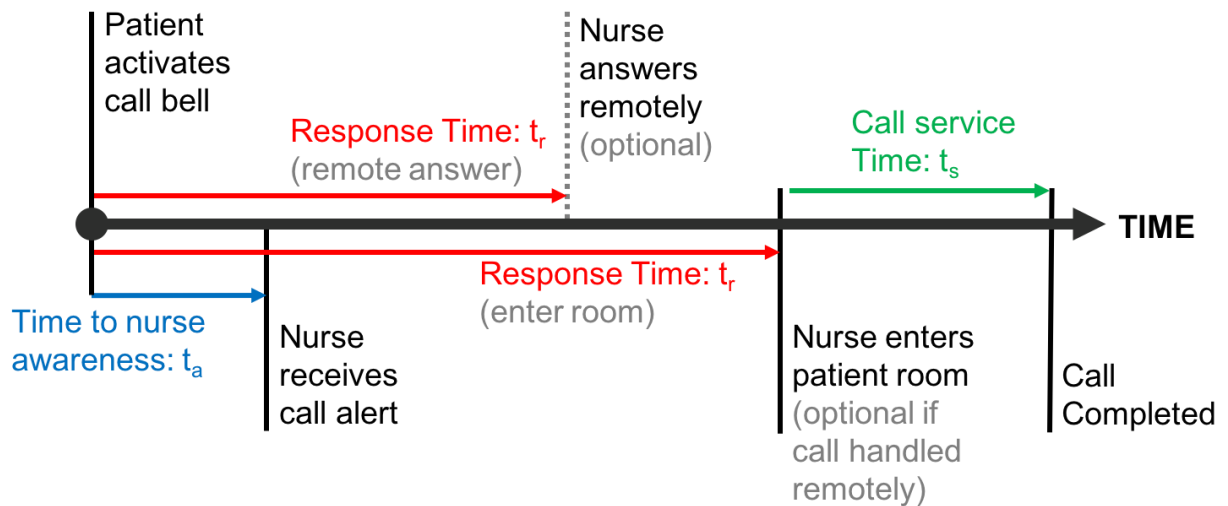 Patient
activates
call bell
Nurse
answers
remotely
(optional)
Response Time: tr
(remote answer)
Call service
Time: ts
TIME
Response Time: tr
(enter room)
Time to nurse
awareness: ta
Nurse
receives
call alert
Nurse enters
patient room
(optional if
call handled
remotely)
Call
Completed